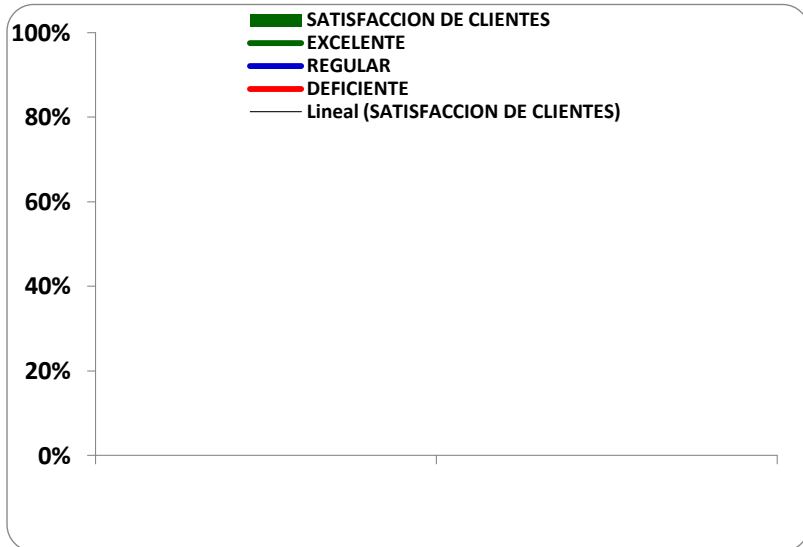 SATISFACCION DE CLIENTES
EXCELENTE
REGULAR
DEFICIENTE
Lineal (SATISFACCION DE CLIENTES)
100%
80%
60%
40%
20%
0%